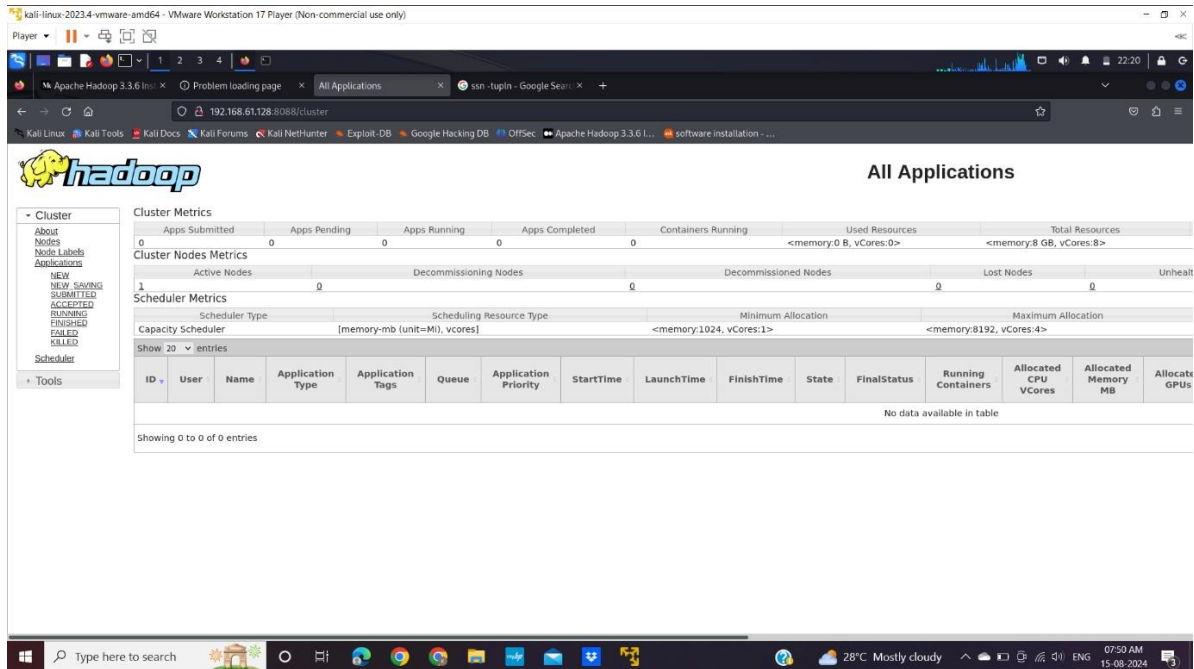 kali-linux-2023.4-vmware-amd64 - VMware Workstation 17 Player (Non-commercial use only)
Player
1 2 3 4 22:20
Apache Hadoop 3.3.6 Inst Problem loading page All Applications ssn -tupln - Google Searc
192.168.61.128:8088/cluster
Kali Linux Kali Tools Kali Docs Kali Forums Kali NetHunter Exploit-DB Google Hacking DB OffSec Apache Hadoop 3.3.6 I... software installation - ...
hadoop
All Applications
Cluster
About
Nodes
Node Labels
Applications
NEW
NEW_SAVING
SUBMITTED
ACCEPTED
RUNNING
FINISHED
FAILED
KILLED
Scheduler
Tools
Cluster Metrics
Apps Submitted Apps Pending Apps Running Apps Completed Containers Running Used Resources Total Resources
0 0 0 0 0 <memory:0 B, vCores:0> <memory:8 GB, vCores:8>
Cluster Nodes Metrics
Active Nodes Decommissioning Nodes Decommissioned Nodes Lost Nodes Unhealt
1 0 0 0 0
Scheduler Metrics
Scheduler Type Scheduling Resource Type Minimum Allocation Maximum Allocation
Capacity Scheduler [memory-mb (unit=Mi), vcores] <memory:1024, vCores:1> <memory:8192, vCores:4>
Show 20 entries
ID User Name Application Type Application Tags Queue Application Priority StartTime LaunchTime FinishTime State FinalStatus Running Containers Allocated CPU VCores Allocated Memory MB Allocate GPUs
No data available in table
Showing 0 to 0 of 0 entries
Type here to search 28°C Mostly cloudy ENG 07:50 AM
15-08-2024